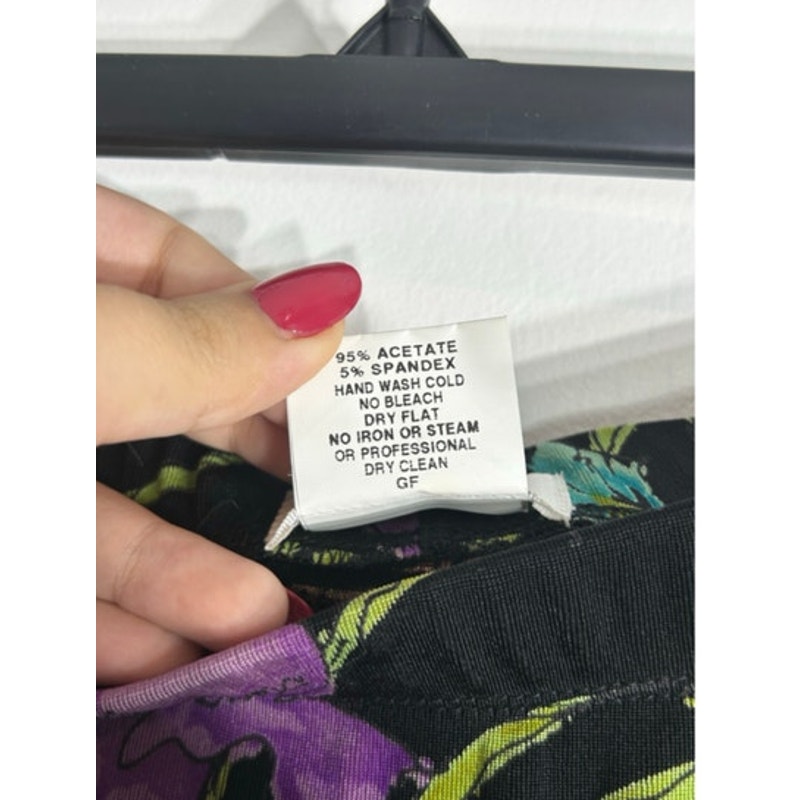 95% ACETATE
5% SPANDEX
HAND WASH COLD
NO BLEACH
DRY FLAT
NO IRON OR STEAM
OR PROFESSIONAL
DRY CLEAN
GF